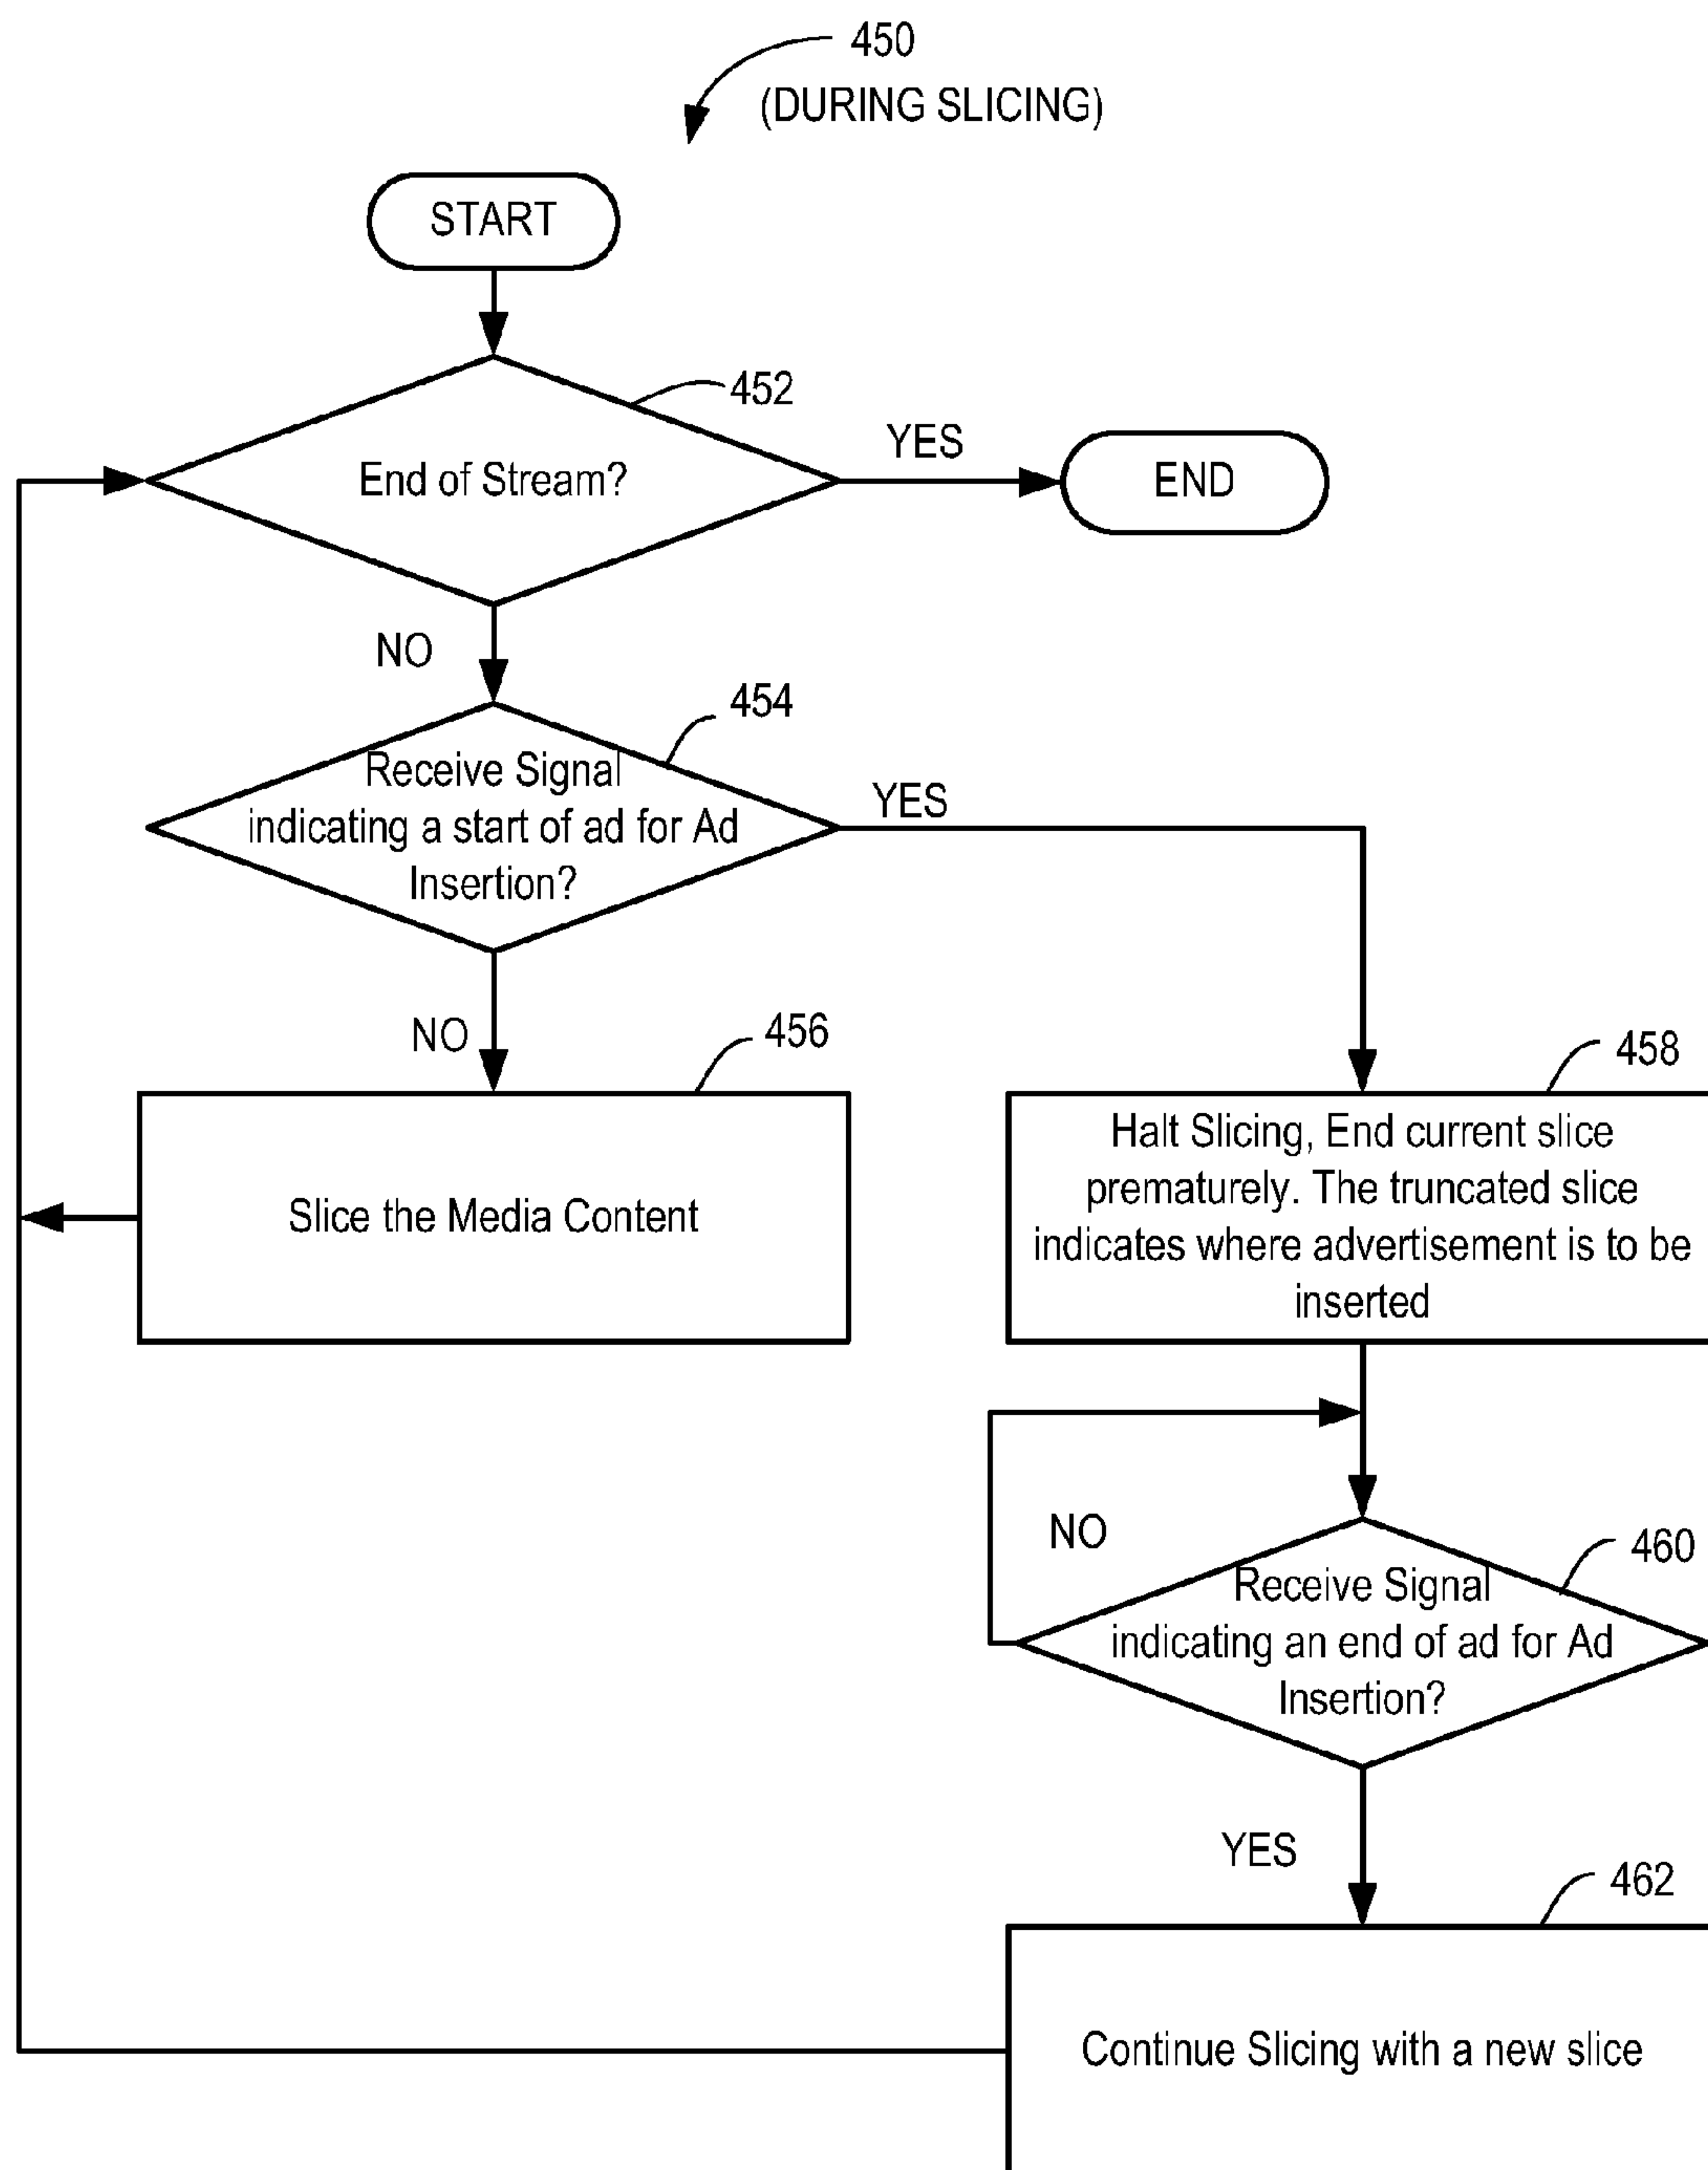 450
(DURING SLICING)
START
452
End of Stream?
YES
END
NO
454
Receive Signal
indicating a start of ad for Ad
Insertion?
YES
NO
456
Slice the Media Content
458
Halt Slicing, End current slice
prematurely. The truncated slice
indicates where advertisement is to be
inserted
NO
460
Receive Signal
indicating an end of ad for Ad
Insertion?
YES
462
Continue Slicing with a new slice